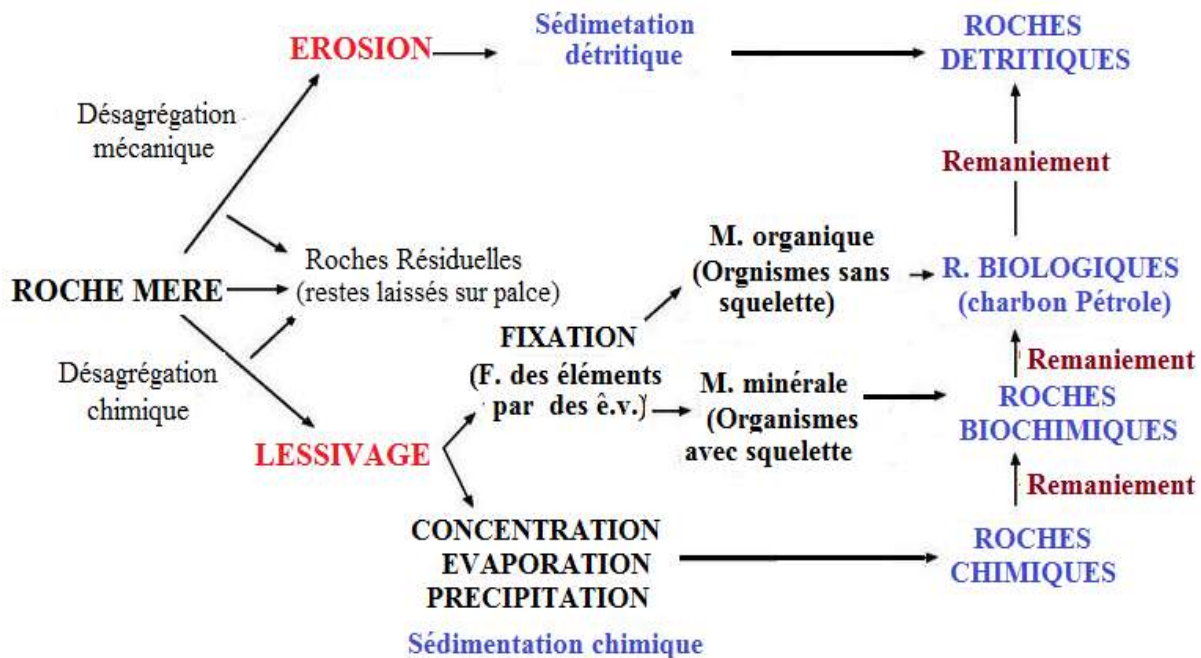 EROSION
Sédimetation
détritique
ROCHES
DETRITIQUES
Désagrégation
mécanique
Remaniement
ROCHE MERE
Roches Résiduelles
(restes laissés sur palce)
M. organique
(Orgnismes sans
squelette)
R. BIOLOGIQUES
(charbon Pétrole)
Désagrégation
chimique
FIXATION
(F. des éléments
par des ê.v.)
M. minérale
(Organismes
avec squelette
Remaniement
ROCHES
BIOCHIMIQUES
LESSIVAGE
Remaniement
CONCENTRATION
EVAPORATION
PRECIPITATION
ROCHES
CHIMIQUES
Sédimentation chimique